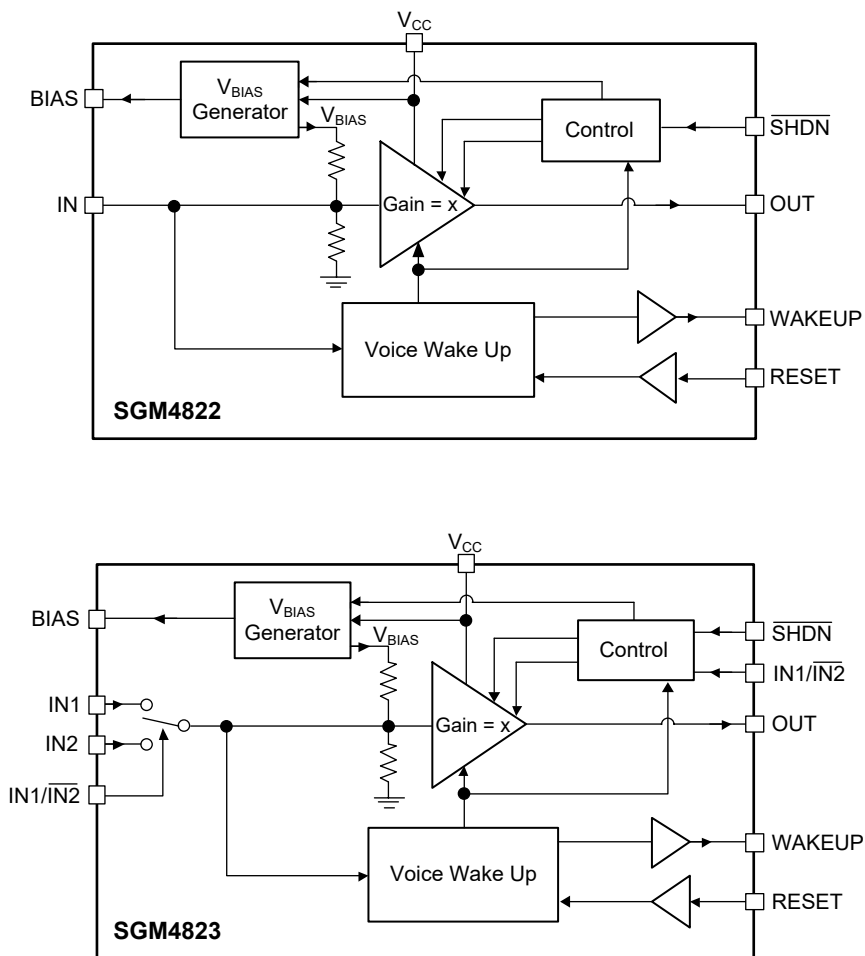 VCC
BIAS
VBIAS
Generator
VBIAS
Control
SHDN
IN
Gain = x
OUT
Voice Wake Up
WAKEUP
RESET
SGM4822
VCC
BIAS
VBIAS
Generator
VBIAS
Control
SHDN
IN1/IN2
IN1
IN2
IN1/IN2
Gain = x
OUT
Voice Wake Up
WAKEUP
RESET
SGM4823